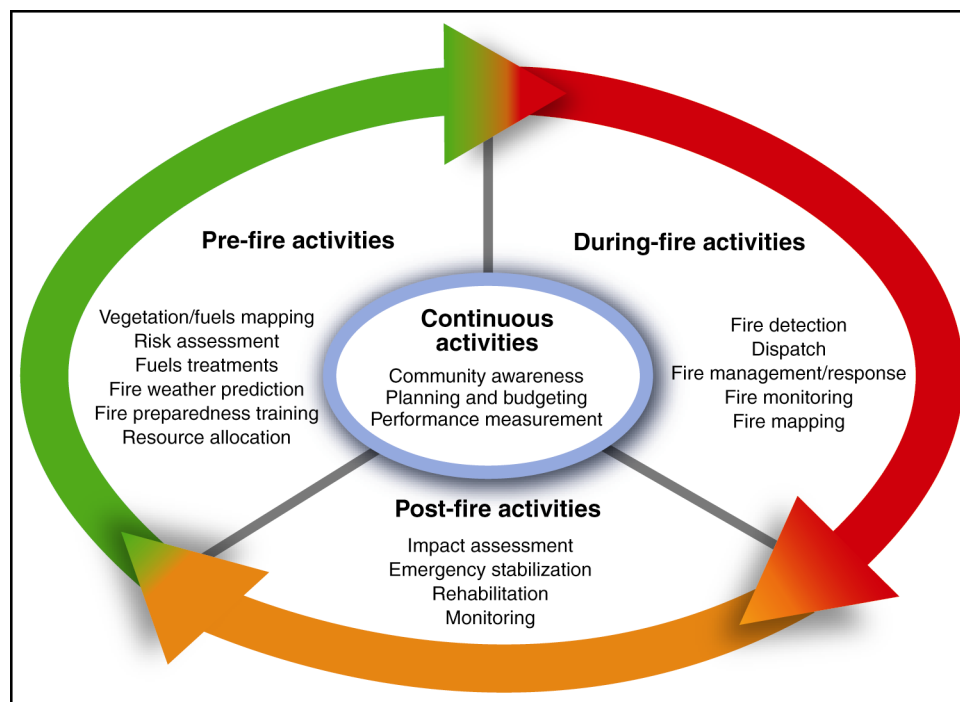 Pre-fire activities
Vegetation/fuels mapping
Risk assessment
Fuels treatments
Fire weather prediction
Fire preparedness training
Resource allocation
During-fire activities
Fire detection
Dispatch
Fire management/response
Fire monitoring
Fire mapping
Continuous
activities
Community awareness
Planning and budgeting
Performance measurement
Post-fire activities
Impact assessment
Emergency stabilization
Rehabilitation
Monitoring